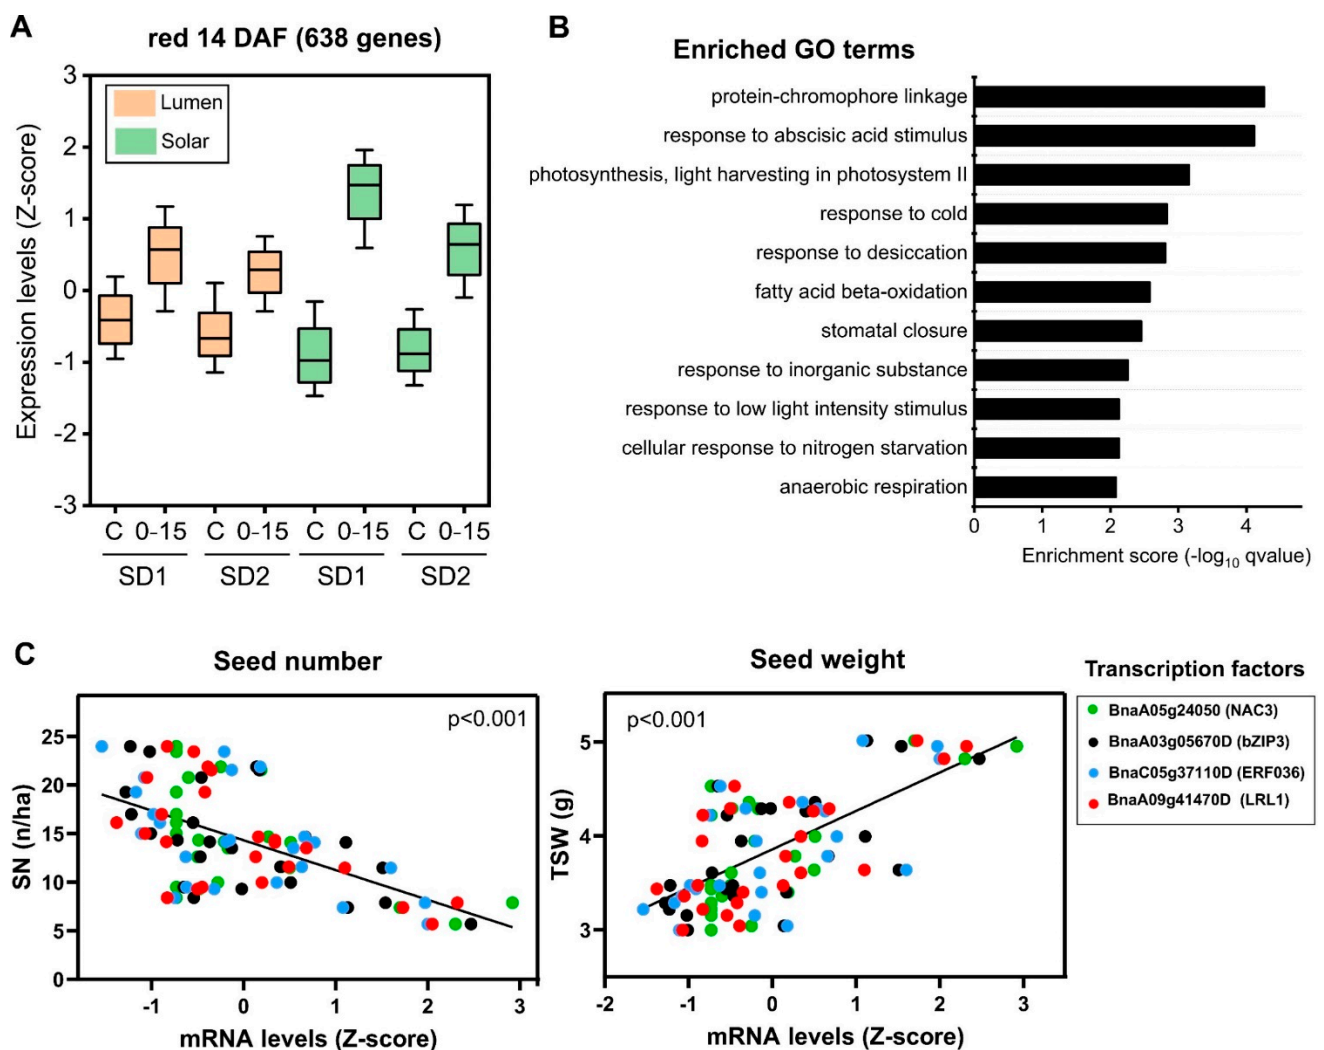 A
red 14 DAF (638 genes)
Lumen
Solar
Expression levels (Z-score)
3
2
1
0
-1
-2
-3
C 0-15 C 0-15 C 0-15 C 0-15
SD1 SD2 SD1 SD2
B
Enriched GO terms
protein-chromophore linkage
response to abscisic acid stimulus
photosynthesis, light harvesting in photosystem II
response to cold
response to desiccation
fatty acid beta-oxidation
stomatal closure
response to inorganic substance
response to low light intensity stimulus
cellular response to nitrogen starvation
anaerobic respiration
0 1 2 3 4
Enrichment score (-log10 qvalue)
C
Seed number
p<0.001
SN (n/ha)
25
20
15
10
5
0
-1 0 1 2 3
mRNA levels (Z-score)
Seed weight
p<0.001
TSW (g)
5
4
3
-2 -1 0 1 2 3
mRNA levels (Z-score)
Transcription factors
BnaA05g24050 (NAC3)
BnaA03g05670D (bZIP3)
BnaC05g37110D (ERF036)
BnaA09g41470D (LRL1)